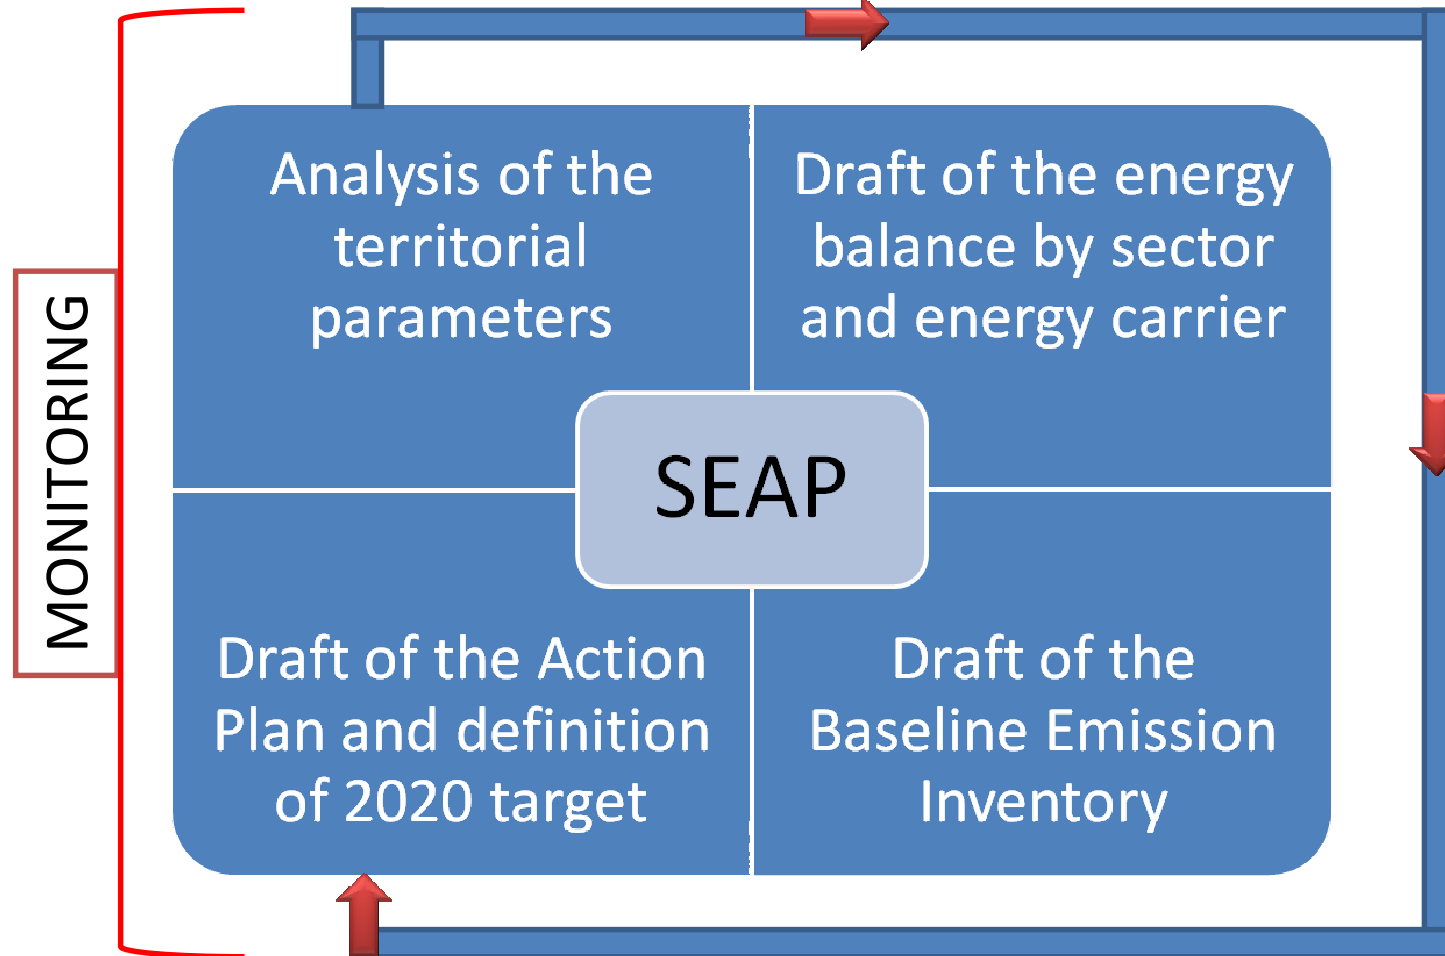 MONITORING
Analysis of the
territorial
parameters
Draft of the energy
balance by sector
and energy carrier
SEAP
Draft of the Action
Plan and definition
of 2020 target
Draft of the
Baseline Emission
Inventory